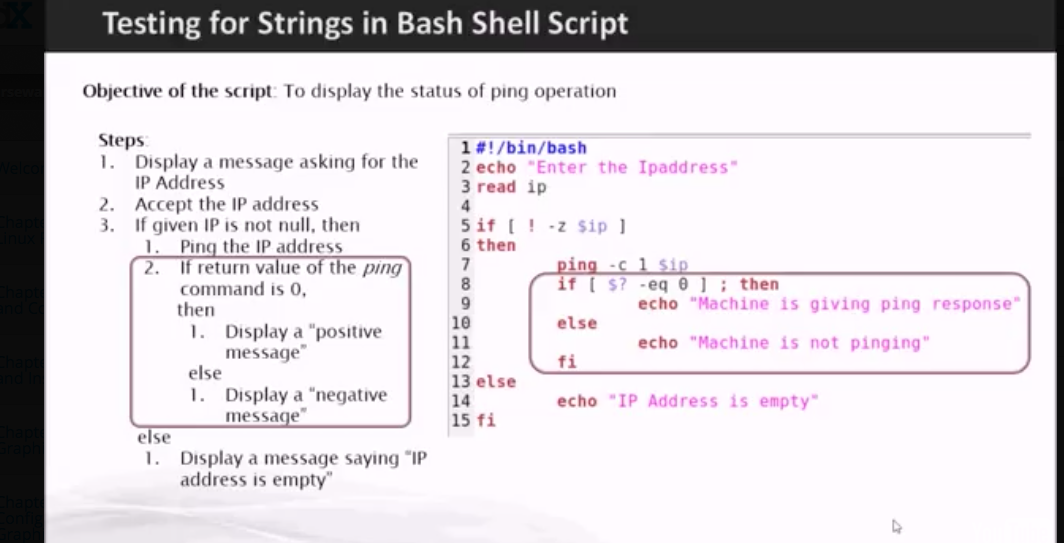 Testing for Strings in Bash Shell Script
Objective of the script: To display the status of ping operation
Steps:
1. Display a message asking for the
IP Address
2. Accept the IP address
3. If given IP is not null, then
1. Ping the IP address
2. If return value of the ping
command is 0,
then
1. Display a "positive
message"
else
1. Display a "negative
message"
else
1. Display a message saying "IP
address is empty"
1 #!/bin/bash
2 echo "Enter the Ipaddress"
3 read ip
4
5 if [ ! -z $ip ]
6 then
7 ping -c 1 $ip
8 if [ $? -eq 0 ] ; then
9 echo "Machine is giving ping response"
10 else
11 echo "Machine is not pinging"
12 fi
13 else
14 echo "IP Address is empty"
15 fi